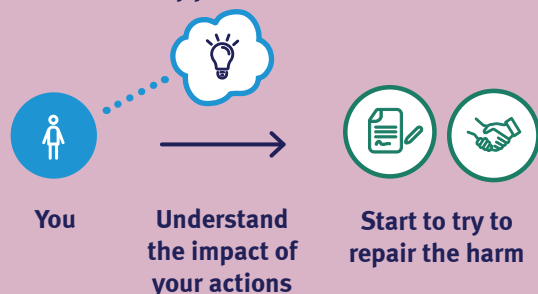 You
Understand
the impact of
your actions
Start to try to
repair the harm